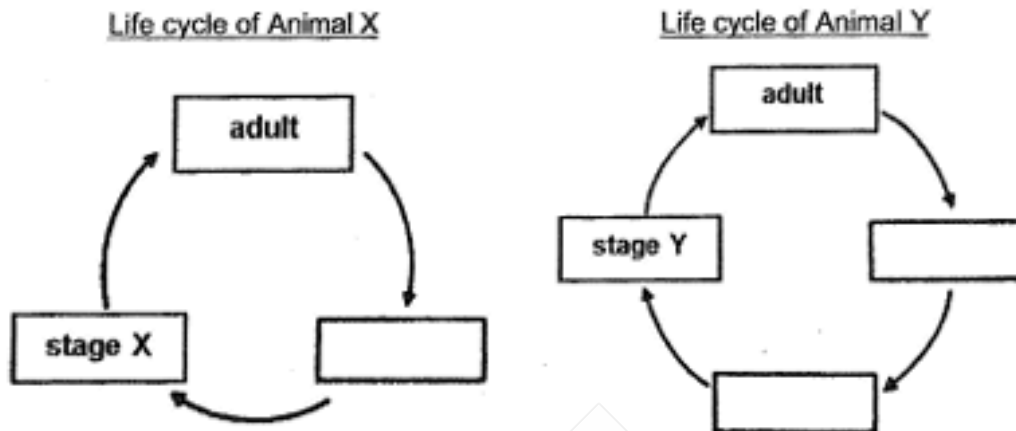 Life cycle of Animal X
adult
stage X
Life cycle of Animal Y
adult
stage Y